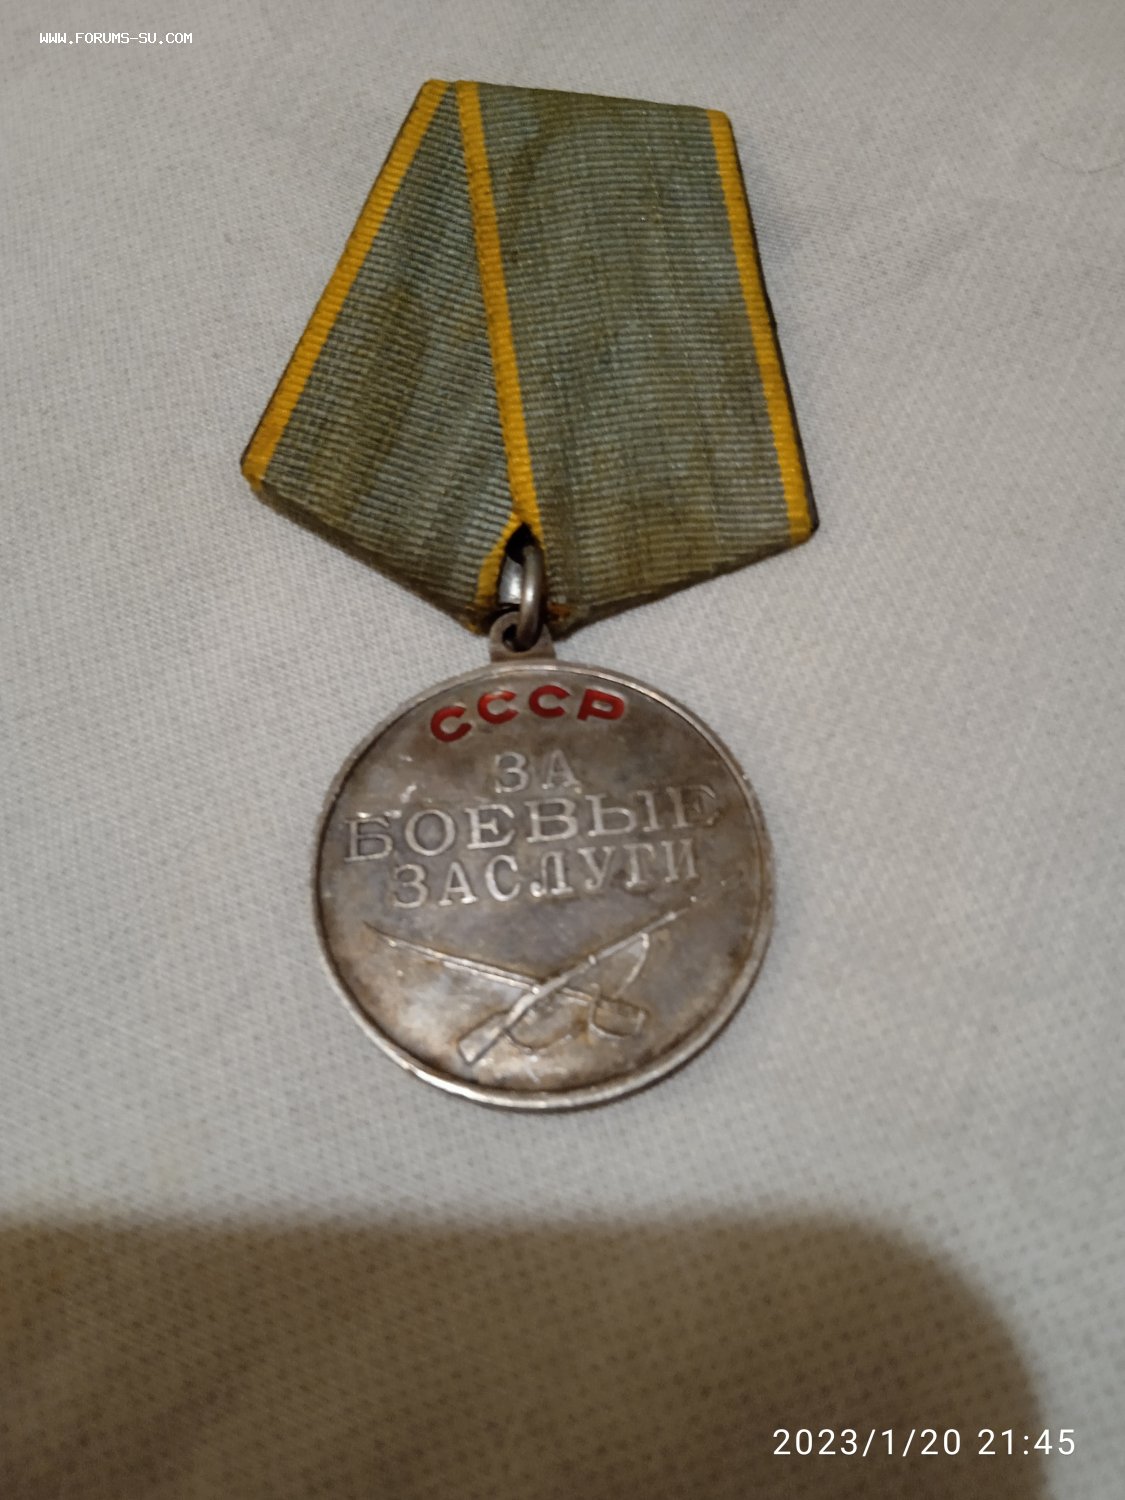 WWW.FORUMS-SU.COM
СССР
ЗА
БОЕВЫЕ
ЗАСЛУГИ
2023/1/20 21:45